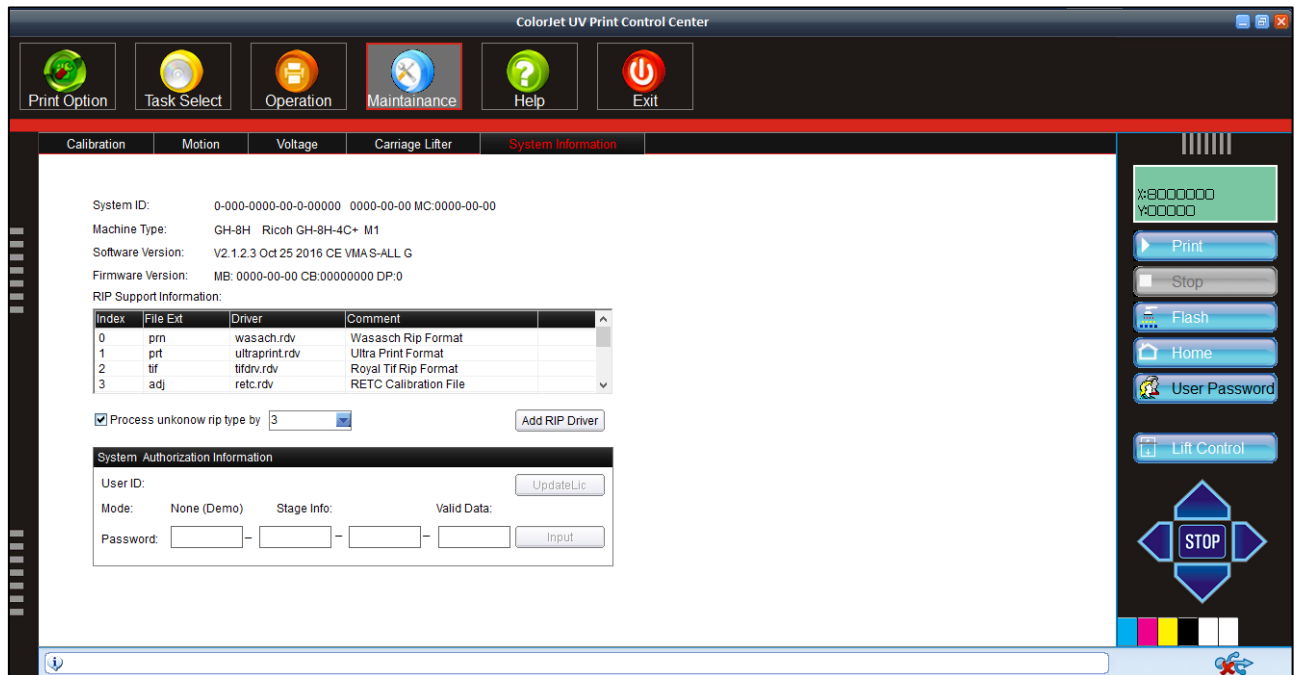 ColorJet UV Print Control Center
Print Option Task Select Operation Maintainance Help Exit
Calibration Motion Voltage Carriage Lifter System Information
System ID: 0-000-0000-00-0-00000 0000-00-00 MC:0000-00-00
Machine Type: GH-8H Ricoh GH-8H-4C+ M1
Software Version: V2.1.2.3 Oct 25 2016 CE VMA S-ALL G
Firmware Version: MB: 0000-00-00 CB:00000000 DP:0
RIP Support Information:
Index File Ext Driver Comment
0 prn wasach.rdv Wasasch Rip Format
1 prt ultraprint.rdv Ultra Print Format
2 tif tifdrv.rdv Royal Tif Rip Format
3 adj retc.rdv RETC Calibration File
Process unkonow rip type by 3 Add RIP Driver
System Authorization Information
User ID: UpdateLic
Mode: None (Demo) Stage Info: Valid Data:
Password: – – – Input
X:8000000
Y:00000
Print
Stop
Flash
Home
User Password
Lift Control
STOP